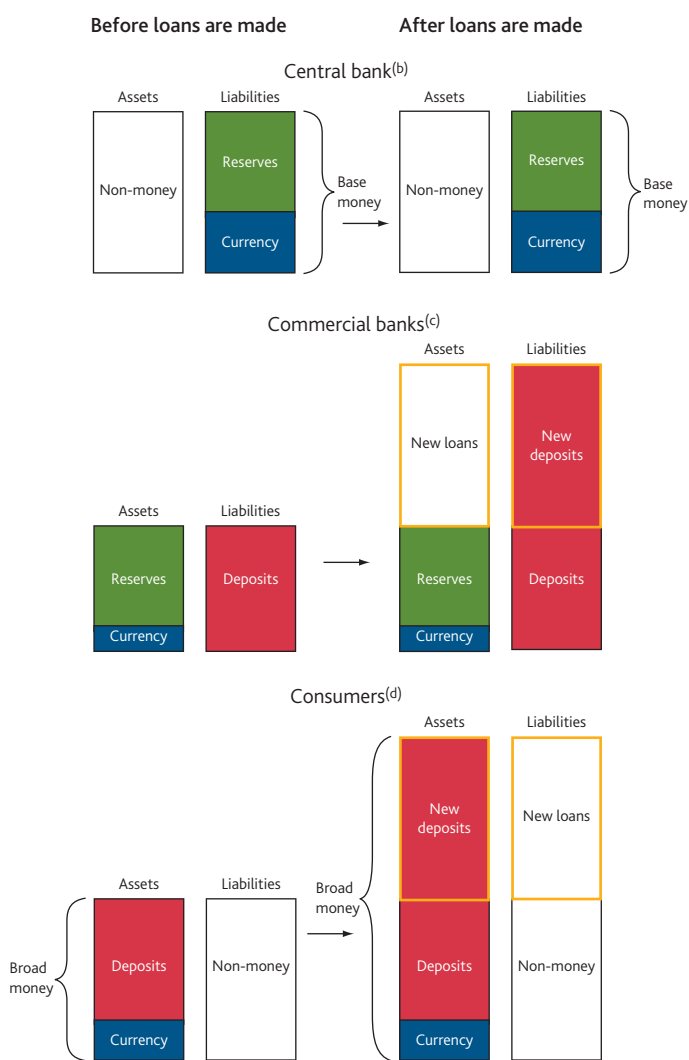 Before loans are made
After loans are made
Central bank(b)
Assets
Liabilities
Assets
Liabilities
Non-money
Reserves
Currency
Base
money
Non-money
Reserves
Currency
Base
money
Commercial banks(c)
Assets
Liabilities
New loans
New
deposits
Assets
Liabilities
Reserves
Currency
Deposits
Reserves
Currency
Deposits
Consumers(d)
Assets
Liabilities
New
deposits
New loans
Assets
Liabilities
Broad
money
Broad
money
Deposits
Currency
Non-money
Deposits
Currency
Non-money